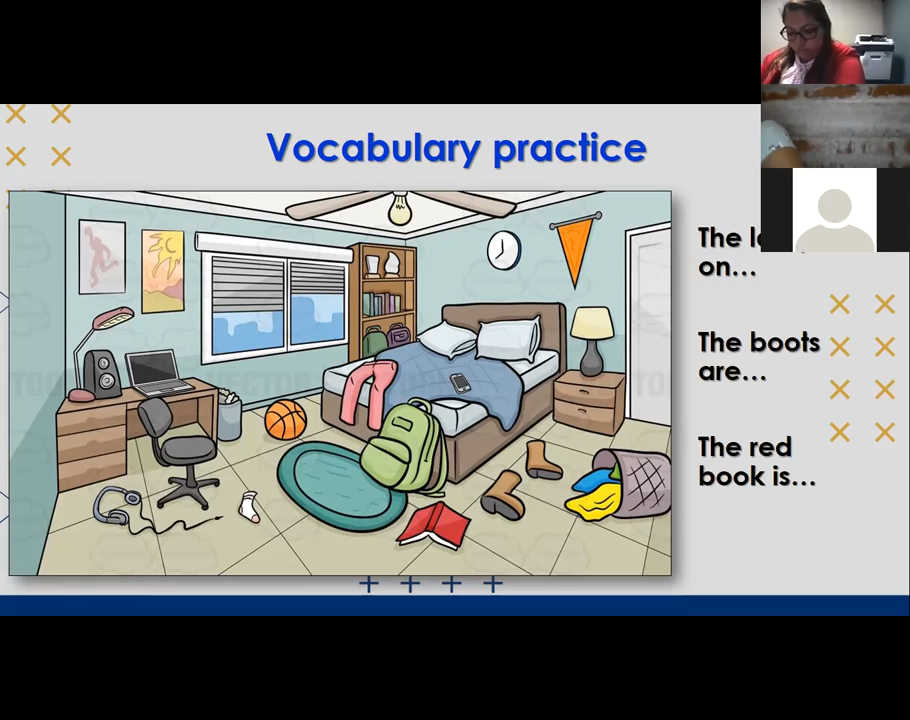 Vocabulary practice
The
on...
The boots
are...
The red
book is...